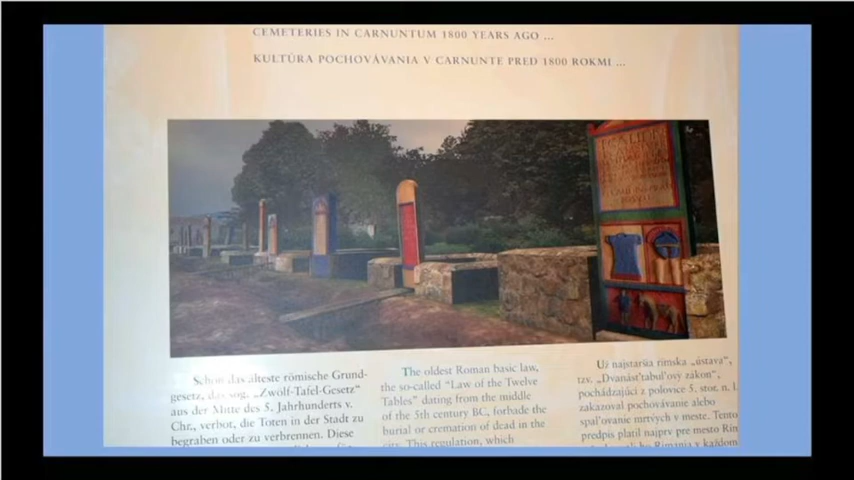 CEMETERIES IN CARNUNTUM 1800 YEARS AGO ...
KULTÚRA POCHOVÁVANIA V CARNUNTE PRED 1800 ROKMI ...
Schon das älteste römische Grund-
gesetz, das sog. „Zwölf-Tafel-Gesetz“
aus der Mitte des 5. Jahrhunderts v.
Chr., verbot, die Toten in der Stadt zu
begraben oder zu verbrennen. Diese
The oldest Roman basic law,
the so-called “Law of the Twelve
Tables” dating from the middle
of the 5th century BC, forbade the
burial or cremation of dead in the
city. This regulation, which
Už najstaršia rímska „ústava“,
tzv. „Dvanásťtabuľový zákon“,
pochádzajúci z polovice 5. stor. n. l.
zakazoval pochovávanie alebo
spaľovanie mŕtvych v meste. Tento
predpis platil najprv pre mesto Rím